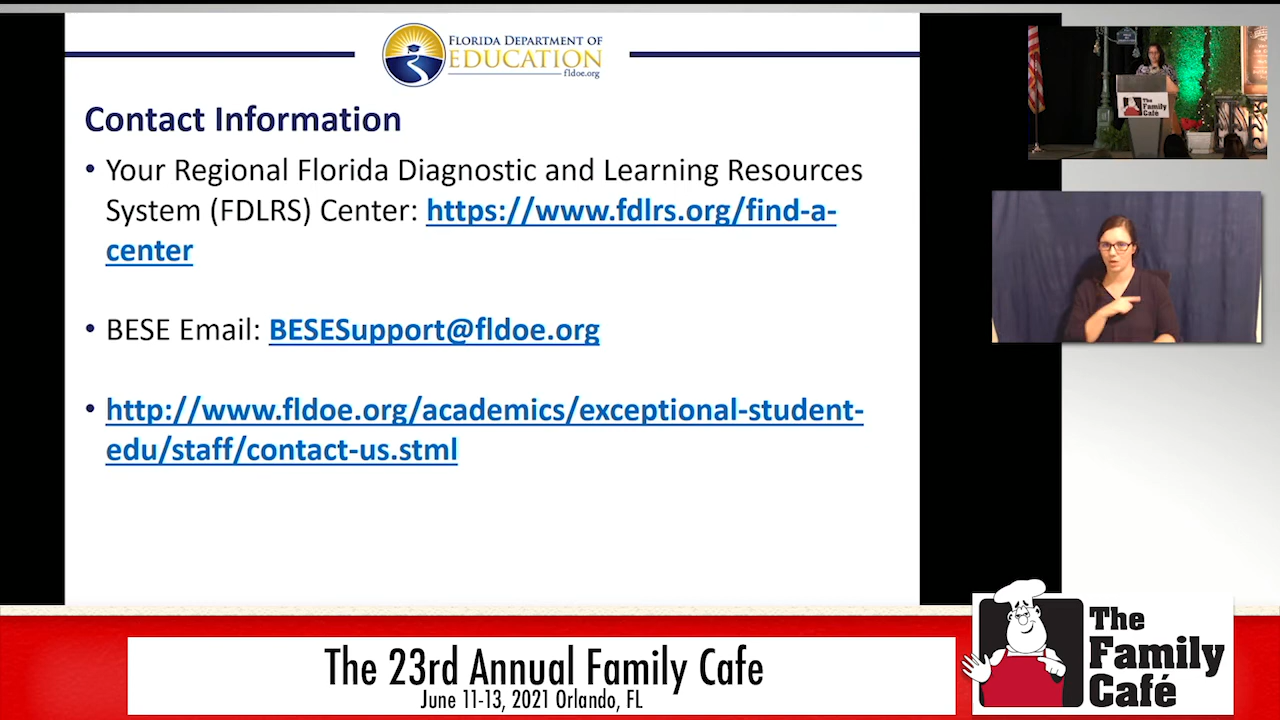 FLORIDA DEPARTMENT OF
EDUCATION
fldoe.org
Contact Information
• Your Regional Florida Diagnostic and Learning Resources
System (FDLRS) Center: https://www.fdlrs.org/find-a-
center
• BESE Email: BESESupport@fldoe.org
• http://www.fldoe.org/academics/exceptional-student-
edu/staff/contact-us.stml
The
Family
Café
The 23rd Annual Family Cafe
June 11-13, 2021 Orlando, FL
The
Family
Café